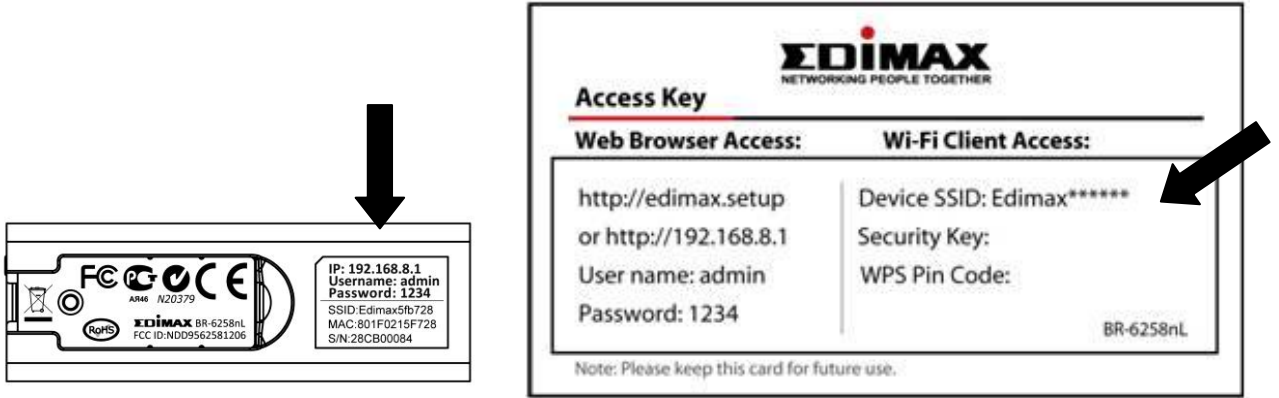 FC PCT CE
АЯ46 N20379
RoHS
EDIMAX BR-6258nL
FCC ID:NDD9562581206
IP: 192.168.8.1
Username: admin
Password: 1234
SSID:Edimax5fb728
MAC:801F0215F728
S/N:28CB00084
EDIMAX
NETWORKING PEOPLE TOGETHER
Access Key
Web Browser Access:
http://edimax.setup
or http://192.168.8.1
User name: admin
Password: 1234
Wi-Fi Client Access:
Device SSID: Edimax******
Security Key:
WPS Pin Code:
BR-6258nL
Note: Please keep this card for future use.